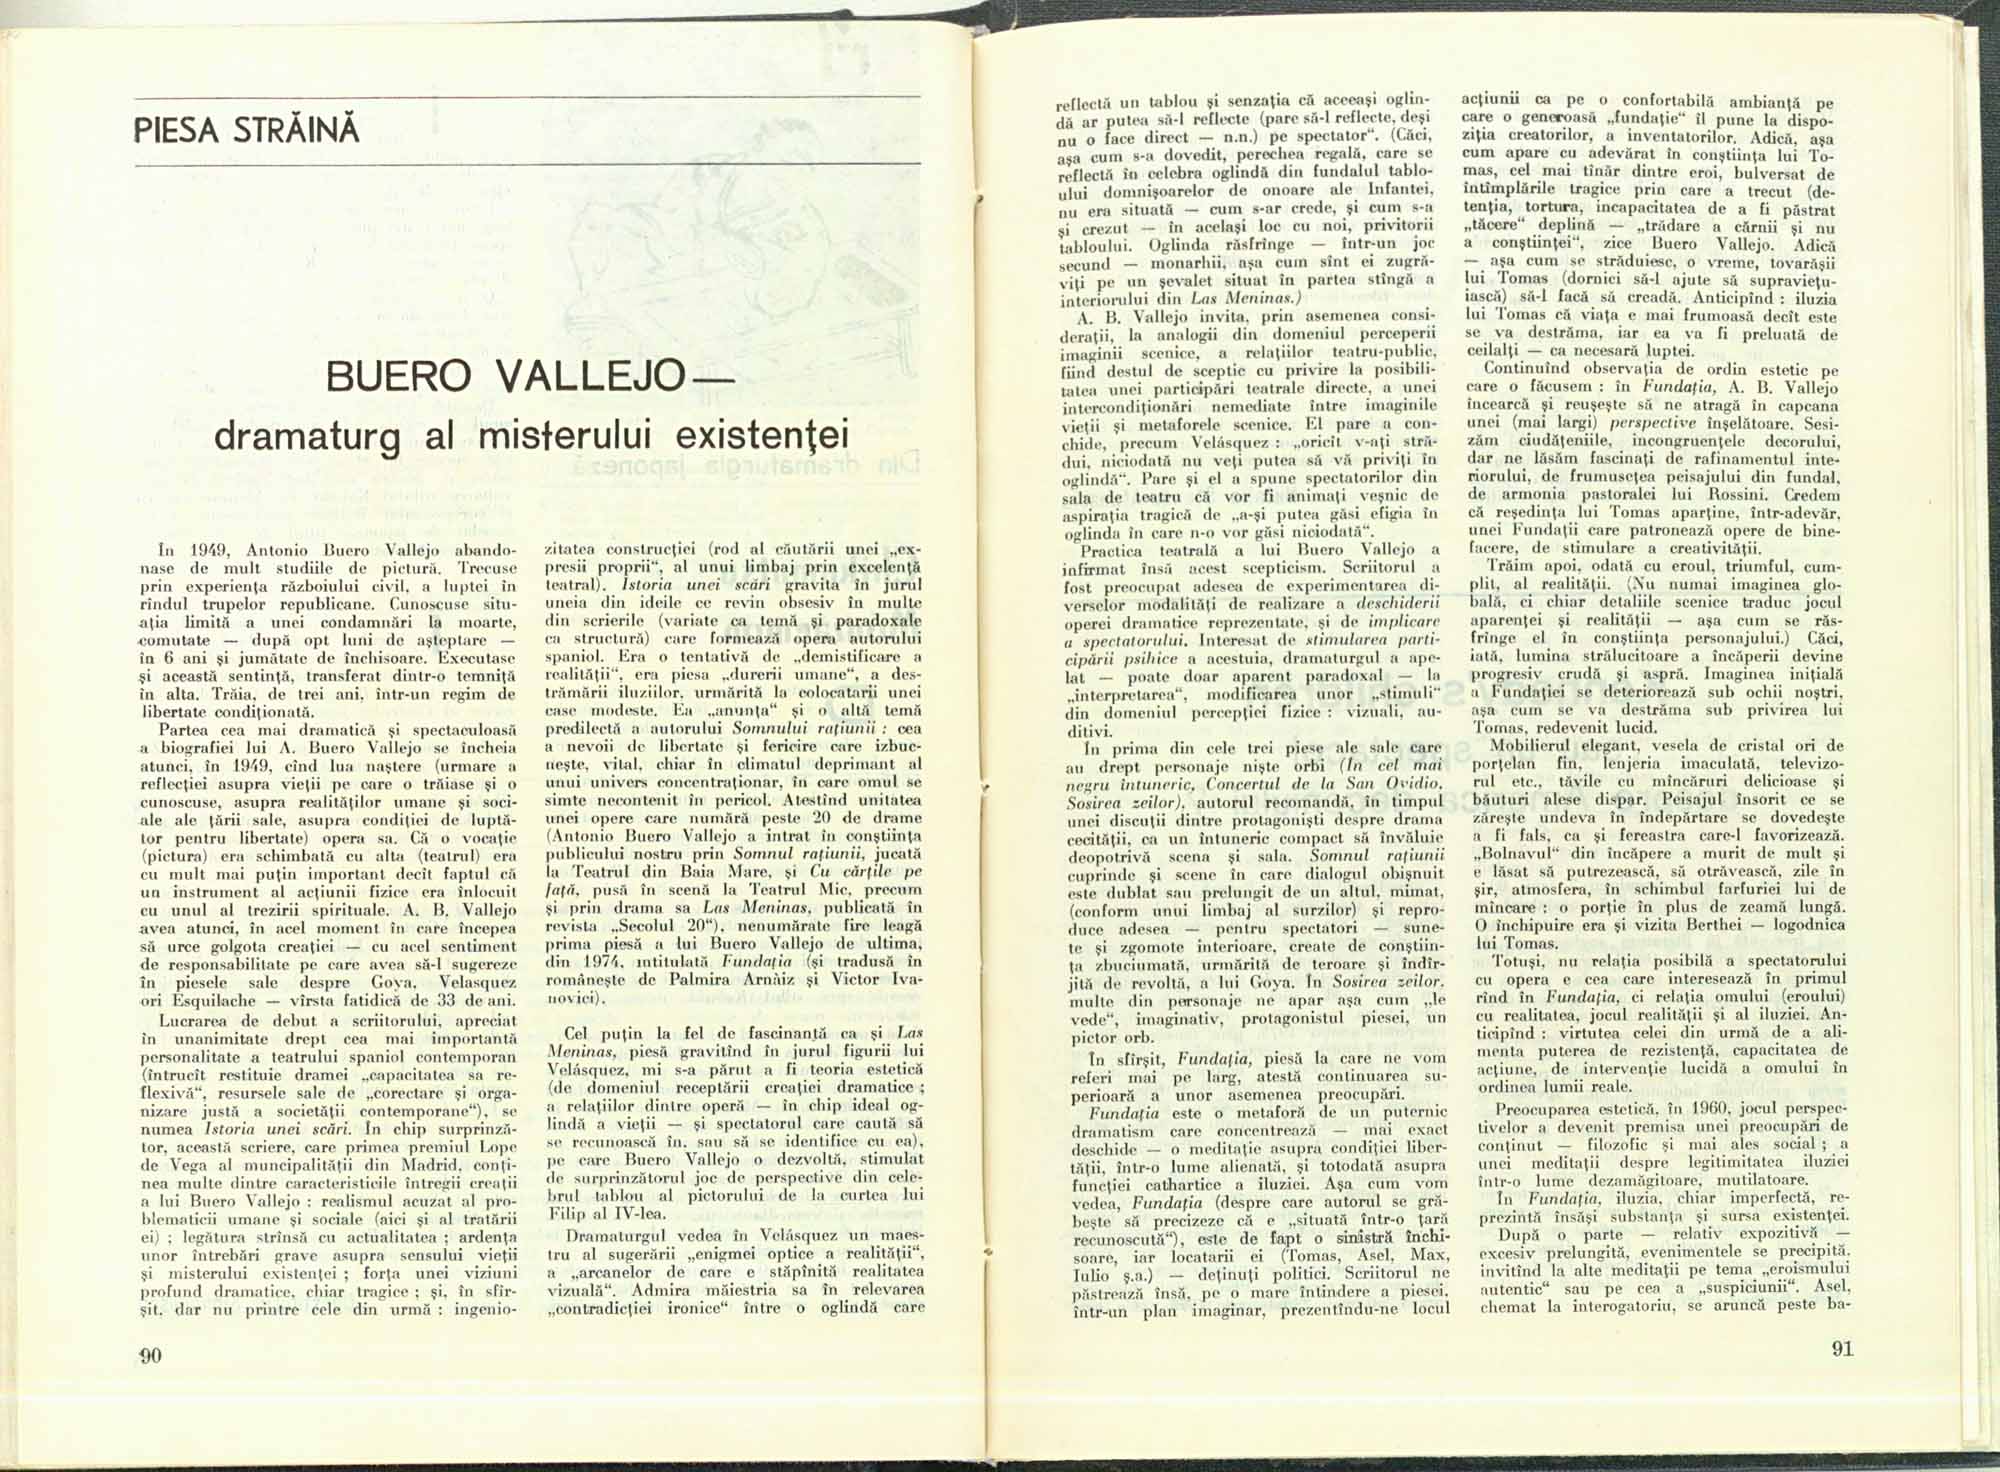 PIESA STRĂINĂ
BUERO VALLEJO—
dramaturg al misterului existenței
În 1949, Antonio Buero Vallejo abando-
nase de mult studiile de pictură. Trecuse
prin experiența războiului civil, a luptei în
rîndul trupelor republicane. Cunoscuse situ-
ația limită a unei condamnări la moarte,
comutate — după opt luni de așteptare —
în 6 ani și jumătate de închisoare. Executase
și această sentință, transferat dintr-o temniță
în alta. Trăia, de trei ani, într-un regim de
libertate condiționată.
Partea cea mai dramatică și spectaculoasă
a biografiei lui A. Buero Vallejo se încheia
atunci, în 1949, cînd lua naștere (urmare a
reflecției asupra vieții pe care o trăiase și o
cunoscuse, asupra realităților umane și soci-
ale ale țării sale, asupra condiției de luptă-
tor pentru libertate) opera sa. Că o vocație
(pictura) era schimbată cu alta (teatrul) era
cu mult mai puțin important decît faptul că
un instrument al acțiunii fizice era înlocuit
cu unul al trezirii spirituale. A. B. Vallejo
avea atunci, în acel moment în care începea
să urce golgota creației — cu acel sentiment
de responsabilitate pe care avea să-l sugereze
în piesele sale despre Goya, Velasquez
ori Esquilache — vîrsta fatidică de 33 de ani.
Lucrarea de debut a scriitorului, apreciat
în unanimitate drept cea mai importantă
personalitate a teatrului spaniol contemporan
(întrucît restituie dramei „capacitatea sa re-
flexivă“, resursele sale de „corectare și orga-
nizare justă a societății contemporane“), se
numea Istoria unei scări. În chip surprinză-
tor, această scriere, care primea premiul Lope
de Vega al muncipalității din Madrid, conți-
nea multe dintre caracteristicile întregii creații
a lui Buero Vallejo : realismul acuzat al pro-
blematicii umane și sociale (aici și al tratării
ei) ; legătura strînsă cu actualitatea ; ardența
unor întrebări grave asupra sensului vieții
și misterului existenței ; forța unei viziuni
profund dramatice, chiar tragice ; și, în sfîr-
șit, dar nu printre cele din urmă : ingenio-
zitatea construcției (rod al căutării unei „ex-
presii proprii“, al unui limbaj prin excelență
teatral). Istoria unei scări gravita în jurul
uneia din ideile ce revin obsesiv în multe
din scrierile (variate ca temă și paradoxale
ca structură) care formează opera autorului
spaniol. Era o tentativă de „demistificare a
realității“, era piesa „durerii umane“, a des-
trămării iluziilor, urmărită la colocatarii unei
case modeste. Ea „anunța“ și o altă temă
predilectă a autorului Somnului rațiunii : cea
a nevoii de libertate și fericire care izbuc-
nește, vital, chiar în climatul deprimant al
unui univers concentraționar, în care omul se
simte necontenit în pericol. Atestînd unitatea
unei opere care numără peste 20 de drame
(Antonio Buero Vallejo a intrat în conștiința
publicului nostru prin Somnul rațiunii, jucată
la Teatrul din Baia Mare, și Cu cărțile pe
față, pusă în scenă la Teatrul Mic, precum
și prin drama sa Las Meninas, publicată în
revista „Secolul 20“), nenumărate fire leagă
prima piesă a lui Buero Vallejo de ultima,
din 1974, intitulată Fundația (și tradusă în
românește de Palmira Arnàiz și Victor Iva-
novici).
Cel puțin la fel de fascinantă ca și Las
Meninas, piesă gravitînd în jurul figurii lui
Velásquez, mi s-a părut a fi teoria estetică
(de domeniul receptării creației dramatice ;
a relațiilor dintre operă — în chip ideal og-
lindă a vieții — și spectatorul care caută să
se recunoască în, sau să se identifice cu ea),
pe care Buero Vallejo o dezvoltă, stimulat
de surprinzătorul joc de perspective din cele-
brul tablou al pictorului de la curtea lui
Filip al IV-lea.
Dramaturgul vedea în Velásquez un maes-
tru al sugerării „enigmei optice a realității“,
a „arcanelor de care e stăpînită realitatea
vizuală“. Admira măiestria sa în relevarea
„contradicției ironice“ între o oglindă care
90
reflectă un tablou și senzația că aceeași oglin-
dă ar putea să-l reflecte (pare să-l reflecte, deși
nu o face direct — n.n.) pe spectator“. (Căci,
așa cum s-a dovedit, perechea regală, care se
reflectă în celebra oglindă din fundalul tablo-
ului domnișoarelor de onoare ale Infantei,
nu era situată — cum s-ar crede, și cum s-a
și crezut — în același loc cu noi, privitorii
tabloului. Oglinda răsfrînge — într-un joc
secund — monarhii, așa cum sînt ei zugră-
viți pe un șevalet situat în partea stîngă a
interiorului din Las Meninas.)
A. B. Vallejo invita, prin asemenea consi-
derații, la analogii din domeniul perceperii
imaginii scenice, a relațiilor teatru-public,
fiind destul de sceptic cu privire la posibili-
tatea unei participări teatrale directe, a unei
intercondiționări nemediate între imaginile
vieții și metaforele scenice. El pare a con-
chide, precum Velásquez : „oricît v-ați stră-
dui, niciodată nu veți putea să vă priviți în
oglindă“. Pare și el a spune spectatorilor din
sala de teatru că vor fi animați veșnic de
aspirația tragică de „a-și putea găsi efigia în
oglinda în care n-o vor găsi niciodată“.
Practica teatrală a lui Buero Vallejo a
infirmat însă acest scepticism. Scriitorul a
fost preocupat adesea de experimentarea di-
verselor modalități de realizare a deschiderii
operei dramatice reprezentate, și de implicare
a spectatorului. Interesat de stimularea parti-
cipării psihice a acestuia, dramaturgul a ape-
lat — poate doar aparent paradoxal — la
„interpretarea“, modificarea unor „stimuli“
din domeniul percepției fizice : vizuali, au-
ditivi.
În prima din cele trei piese ale sale care
au drept personaje niște orbi (În cel mai
negru întuneric, Concertul de la San Ovidio,
Sosirea zeilor), autorul recomandă, în timpul
unei discuții dintre protagoniști despre drama
cecității, ca un întuneric compact să învăluie
deopotrivă scena și sala. Somnul rațiunii
cuprinde și scene în care dialogul obișnuit
este dublat sau prelungit de un altul, mimat,
(conform unui limbaj al surzilor) și repro-
duce adesea — pentru spectatori — sune-
te și zgomote interioare, create de conștiin-
ța zbuciumată, urmărită de teroare și îndîr-
jită de revoltă, a lui Goya. În Sosirea zeilor,
multe din personaje ne apar așa cum „le
vede“, imaginativ, protagonistul piesei, un
pictor orb.
În sfîrșit, Fundația, piesă la care ne vom
referi mai pe larg, atestă continuarea su-
perioară a unor asemenea preocupări.
Fundația este o metaforă de un puternic
dramatism care concentrează — mai exact
deschide — o meditație asupra condiției liber-
tății, într-o lume alienată, și totodată asupra
funcției cathartice a iluziei. Așa cum vom
vedea, Fundația (despre care autorul se gră-
bește să precizeze că e „situată într-o țară
recunoscută“), este de fapt o sinistră închi-
soare, iar locatarii ei (Tomas, Asel, Max,
Iulio ș.a.) — deținuți politici. Scriitorul ne
păstrează însă, pe o mare întindere a piesei,
într-un plan imaginar, prezentîndu-ne locul
acțiunii ca pe o confortabilă ambianță pe
care o generoasă „fundație“ îl pune la dispo-
ziția creatorilor, a inventatorilor. Adică, așa
cum apare cu adevărat în conștiința lui To-
mas, cel mai tînăr dintre eroi, bulversat de
întîmplările tragice prin care a trecut (de-
tenția, tortura, incapacitatea de a fi păstrat
„tăcere“ deplină — „trădare a cărnii și nu
a conștiinței“, zice Buero Vallejo. Adică
— așa cum se străduiesc, o vreme, tovarășii
lui Tomas (dornici să-l ajute să supraviețu-
iască) să-l facă să creadă. Anticipînd : iluzia
lui Tomas că viața e mai frumoasă decît este
se va destrăma, iar ea va fi preluată de
ceilalți — ca necesară luptei.
Continuînd observația de ordin estetic pe
care o făcusem : în Fundația, A. B. Vallejo
încearcă și reușește să ne atragă în capcana
unei (mai largi) perspective înșelătoare. Sesi-
zăm ciudățeniile, incongruențele decorului,
dar ne lăsăm fascinați de rafinamentul inte-
riorului, de frumusețea peisajului din fundal,
de armonia pastoralei lui Rossini. Credem
că reședința lui Tomas aparține, într-adevăr,
unei Fundații care patronează opere de bine-
facere, de stimulare a creativității.
Trăim apoi, odată cu eroul, triumful, cum-
plit, al realității. (Nu numai imaginea glo-
bală, ci chiar detaliile scenice traduc jocul
aparenței și realității — așa cum se răs-
frînge el în conștiința personajului.) Căci,
iată, lumina strălucitoare a încăperii devine
progresiv crudă și aspră. Imaginea inițială
a Fundației se deteriorează sub ochii noștri,
așa cum se va destrăma sub privirea lui
Tomas, redevenit lucid.
Mobilierul elegant, vesela de cristal ori de
porțelan fin, lenjeria imaculată, televizo-
rul etc., tăvile cu mîncăruri delicioase și
băuturi alese dispar. Peisajul însorit ce se
zărește undeva în îndepărtare se dovedește
a fi fals, ca și fereastra care-l favorizează.
„Bolnavul“ din încăpere a murit de mult și
e lăsat să putrezească, să otrăvească, zile în
șir, atmosfera, în schimbul farfuriei lui de
mîncare : o porție în plus de zeamă lungă.
O închipuire era și vizita Berthei — logodnica
lui Tomas.
Totuși, nu relația posibilă a spectatorului
cu opera e cea care interesează în primul
rînd în Fundația, ci relația omului (eroului)
cu realitatea, jocul realității și al iluziei. An-
ticipînd : virtutea celei din urmă de a ali-
menta puterea de rezistență, capacitatea de
acțiune, de intervenție lucidă a omului în
ordinea lumii reale.
Preocuparea estetică, în 1960, jocul perspec-
tivelor a devenit premisa unei preocupări de
conținut — filozofic și mai ales social ; a
unei meditații despre legitimitatea iluziei
într-o lume dezamăgitoare, mutilatoare.
În Fundația, iluzia, chiar imperfectă, re-
prezintă însăși substanța și sursa existenței.
După o parte — relativ expozitivă —
excesiv prelungită, evenimentele se precipită,
invitînd la alte meditații pe tema „eroismului
autentic“ sau pe cea a „suspiciunii“. Asel,
chemat la interogatoriu, se aruncă peste ba-
91